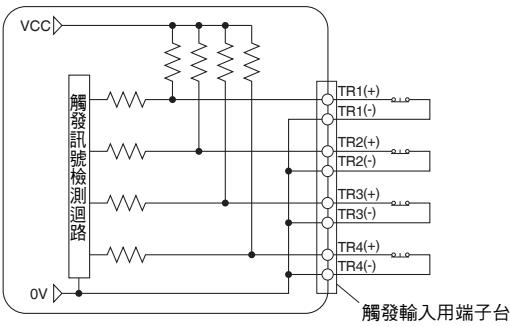 VCC
觸發訊號檢測迴路
TR1(+)
TR1(-)
TR2(+)
TR2(-)
TR3(+)
TR3(-)
TR4(+)
TR4(-)
0V
觸發輸入用端子台